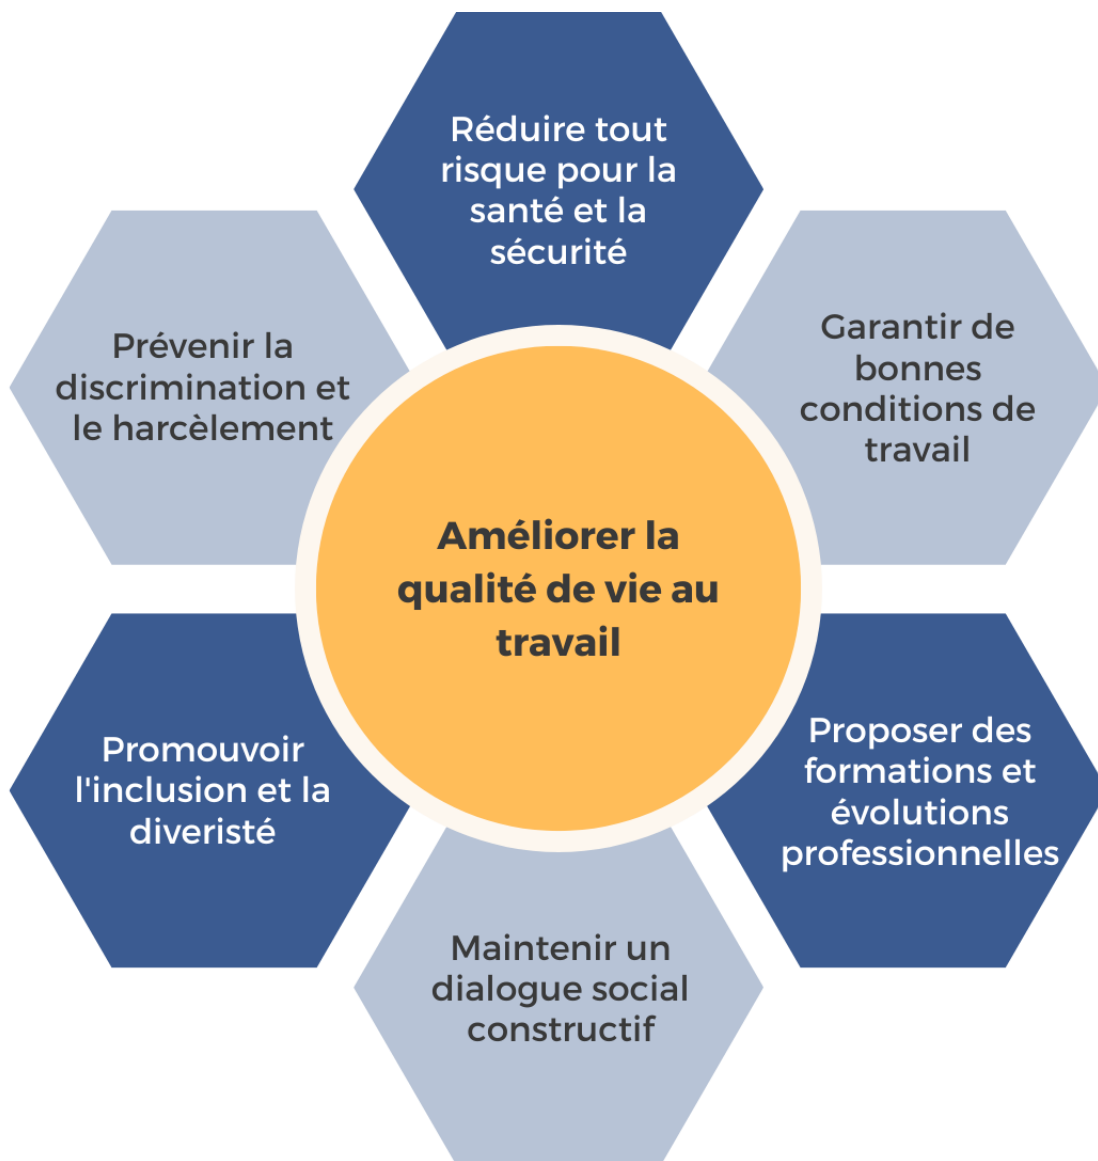 Réduire tout
risque pour la
santé et la
sécurité
Garantir de
bonnes
conditions de
travail
Prévenir la
discrimination et
le harcèlement
Améliorer la
qualité de vie au
travail
Proposer des
formations et
évolutions
professionnelles
Promouvoir
l'inclusion et la
diveristé
Maintenir un
dialogue social
constructif